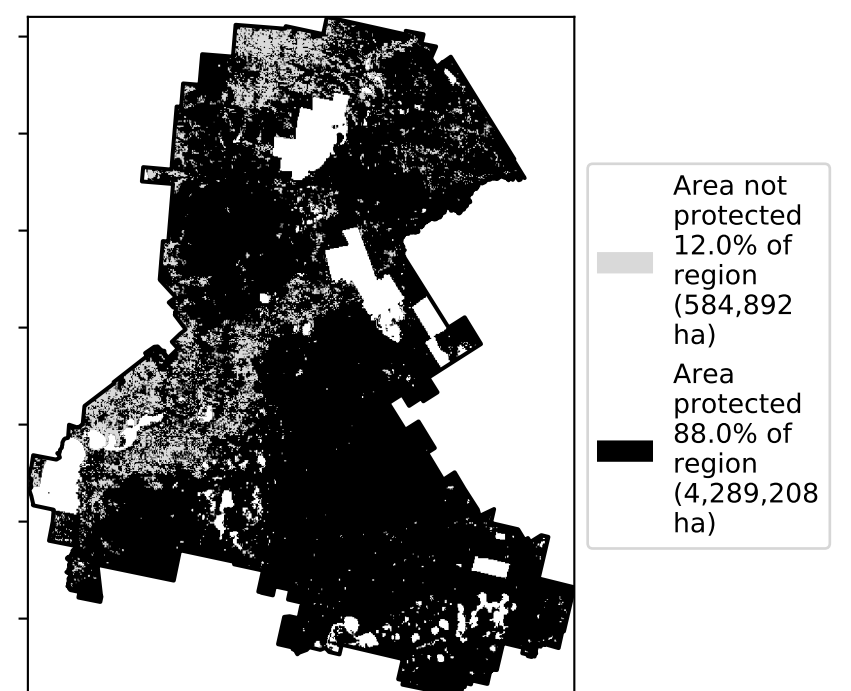 Area not
protected
12.0% of
region
(584,892
ha)
Area
protected
88.0% of
region
(4,289,208
ha)